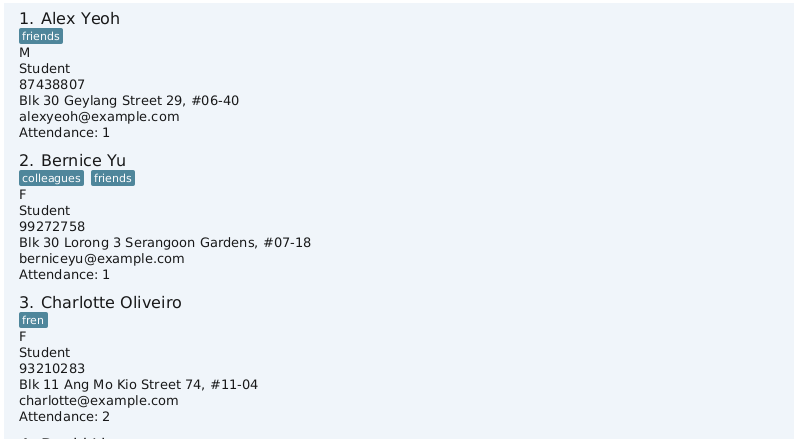 1. Alex Yeoh
friends
M
Student
87438807
Blk 30 Geylang Street 29, #06-40
alexyeoh@example.com
Attendance: 1
2. Bernice Yu
colleagues friends
F
Student
99272758
Blk 30 Lorong 3 Serangoon Gardens, #07-18
berniceyu@example.com
Attendance: 1
3. Charlotte Oliveiro
fren
F
Student
93210283
Blk 11 Ang Mo Kio Street 74, #11-04
charlotte@example.com
Attendance: 2